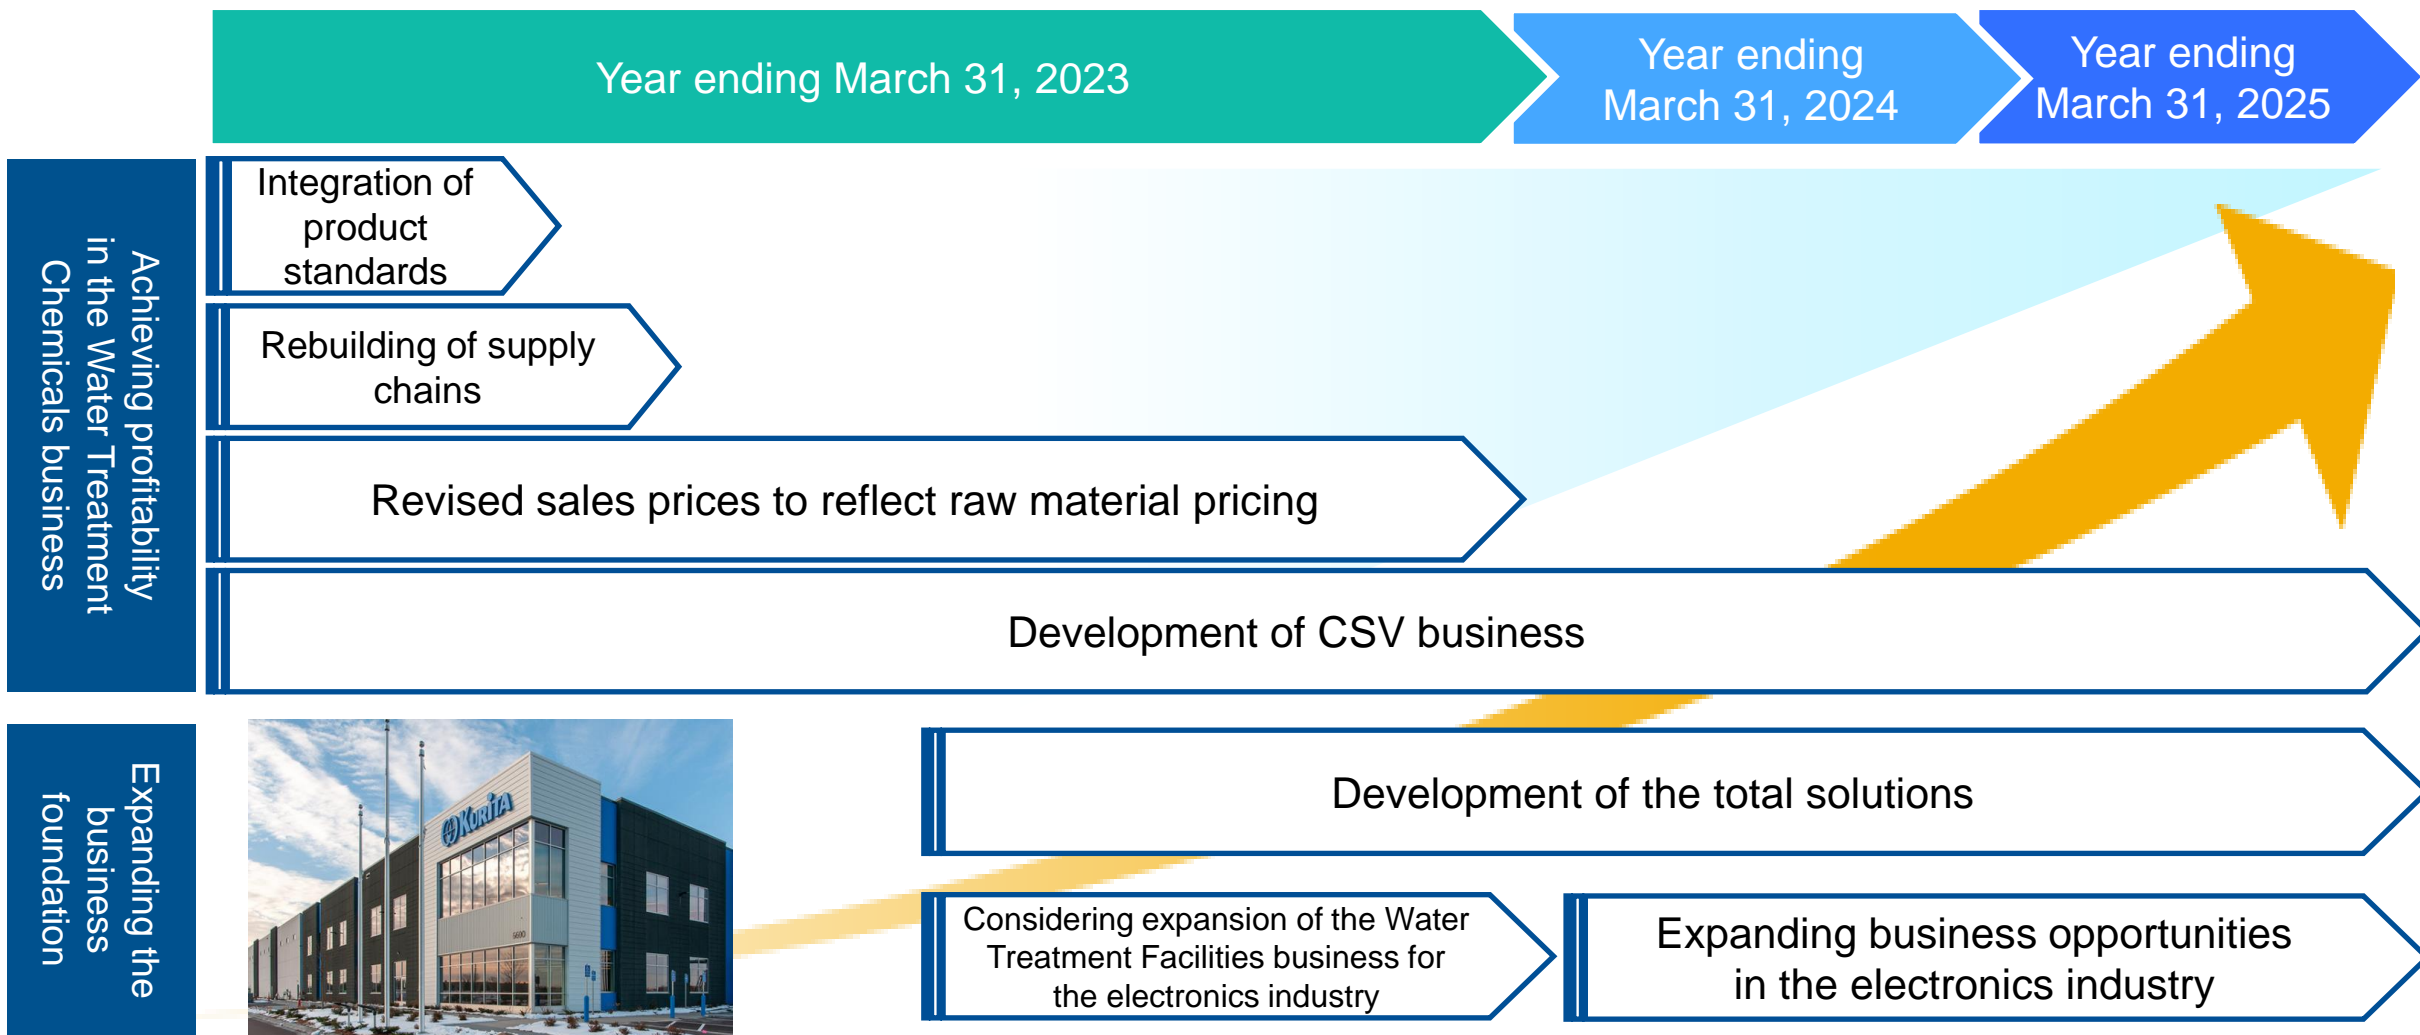 Year ending March 31, 2023
Year ending
March 31, 2024
Year ending
March 31, 2025
Achieving profitability
in the Water Treatment
Chemicals business
Integration of
product
standards
Rebuilding of supply
chains
Revised sales prices to reflect raw material pricing
Development of CSV business
Expanding the
business
foundation
KURITA
Development of the total solutions
Considering expansion of the Water
Treatment Facilities business for
the electronics industry
Expanding business opportunities
in the electronics industry